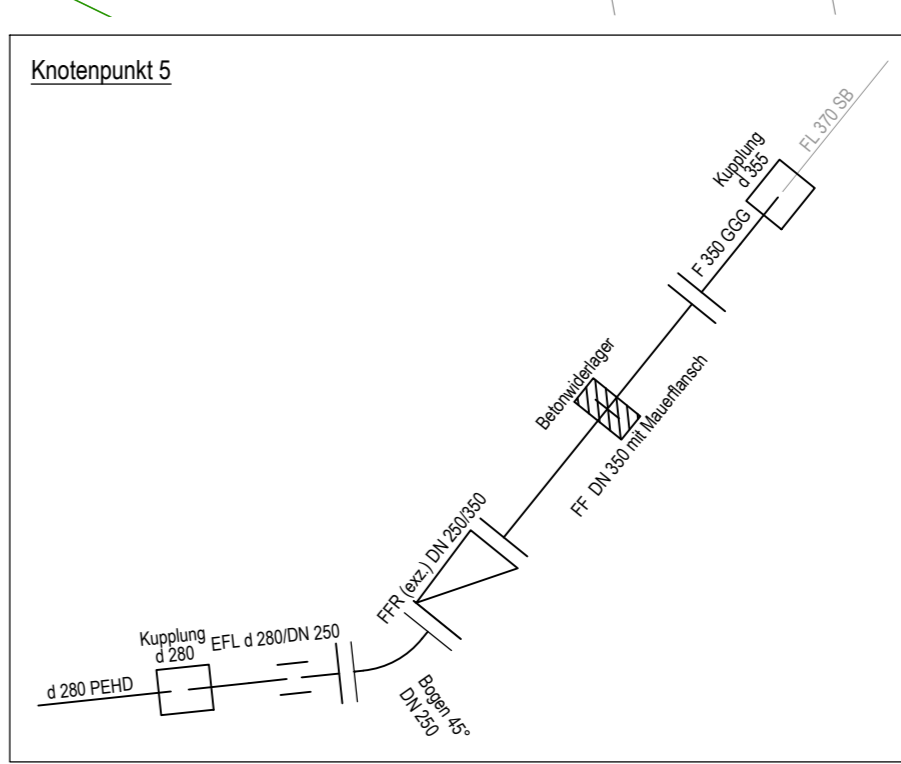 Knotenpunkt 5
FL 370 SB
Kupplung
d 355
F 350 GGG
Betonwiderlager
FF DN 350 mit Mauerflansch
FFR (exz.) DN 250/350
Kupplung
d 280
EFL d 280/DN 250
d 280 PEHD
Bogen 45°
DN 250